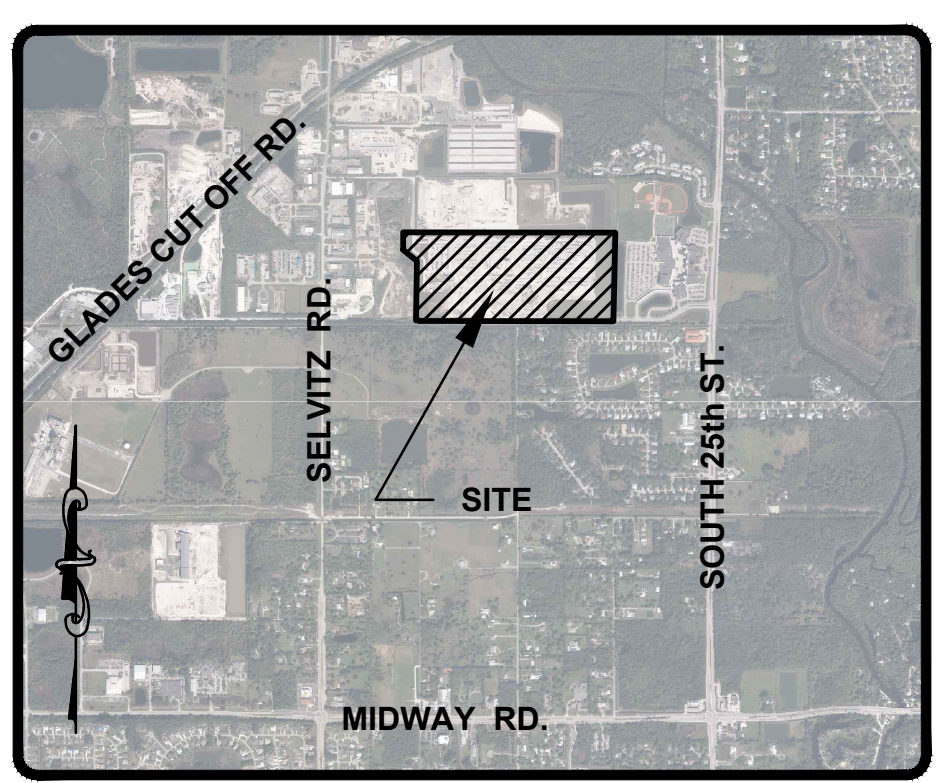 GLADES CUT OFF RD.
SELVITZ RD.
SOUTH 25th ST.
SITE
MIDWAY RD.